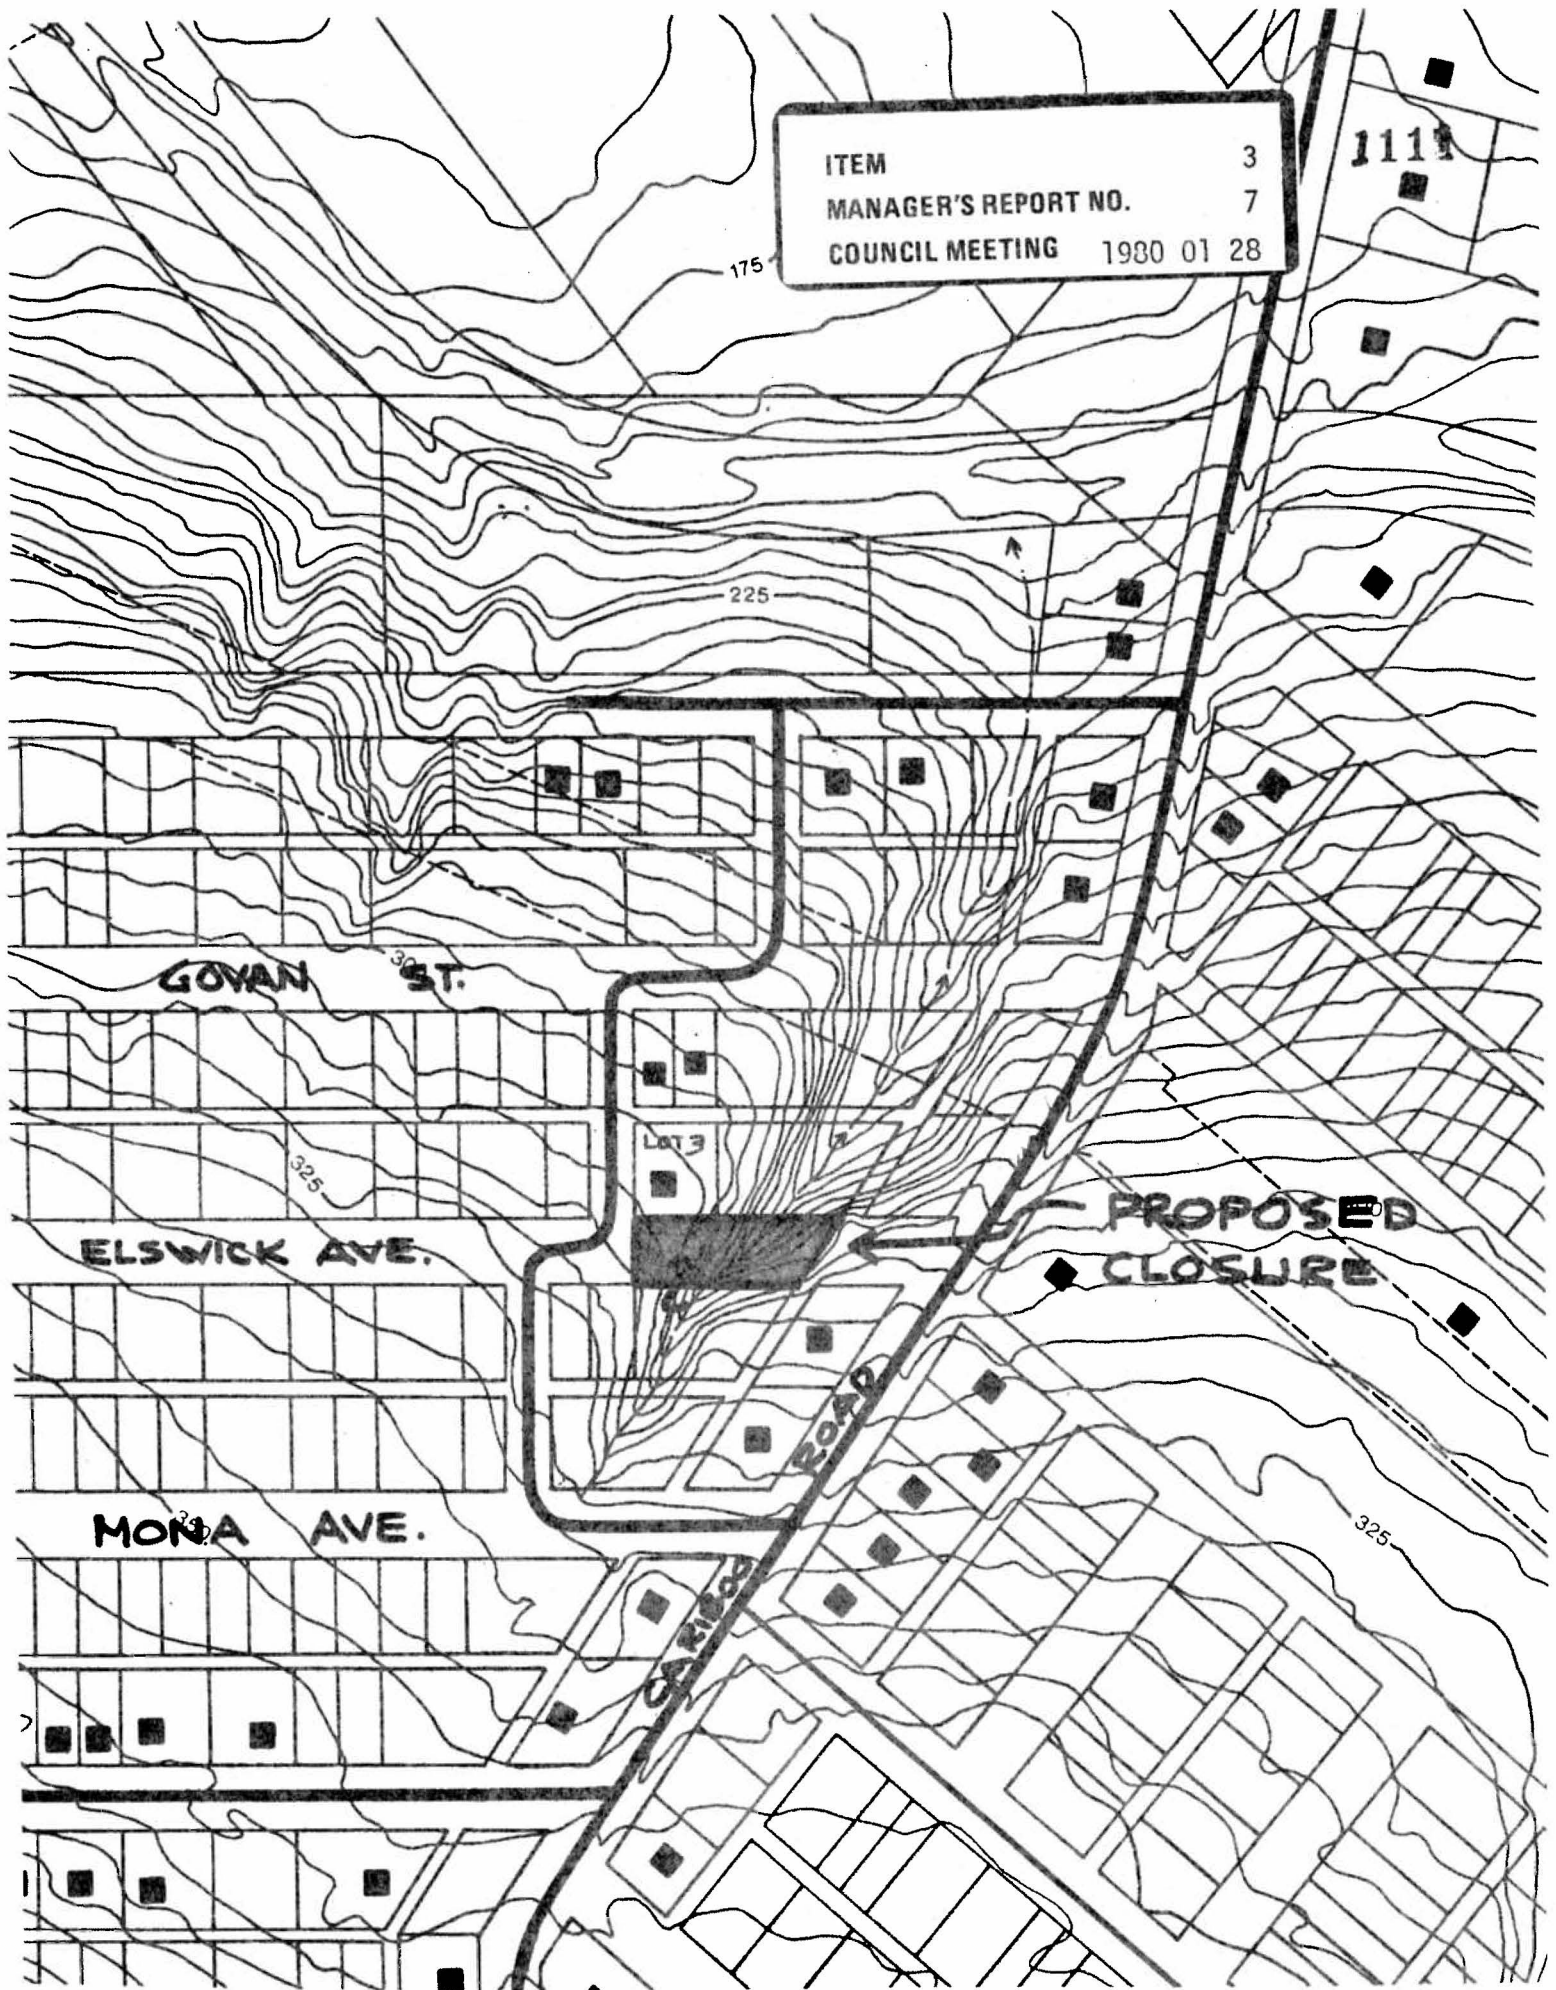 ITEM 3
MANAGER'S REPORT NO. 7
COUNCIL MEETING 1980 01 28
1111
175
225
GOVAN ST.
LOT 3
325
PROPOSED
CLOSURE
ELSWICK AVE.
ROAD
MONA AVE.
325
CARIBOO